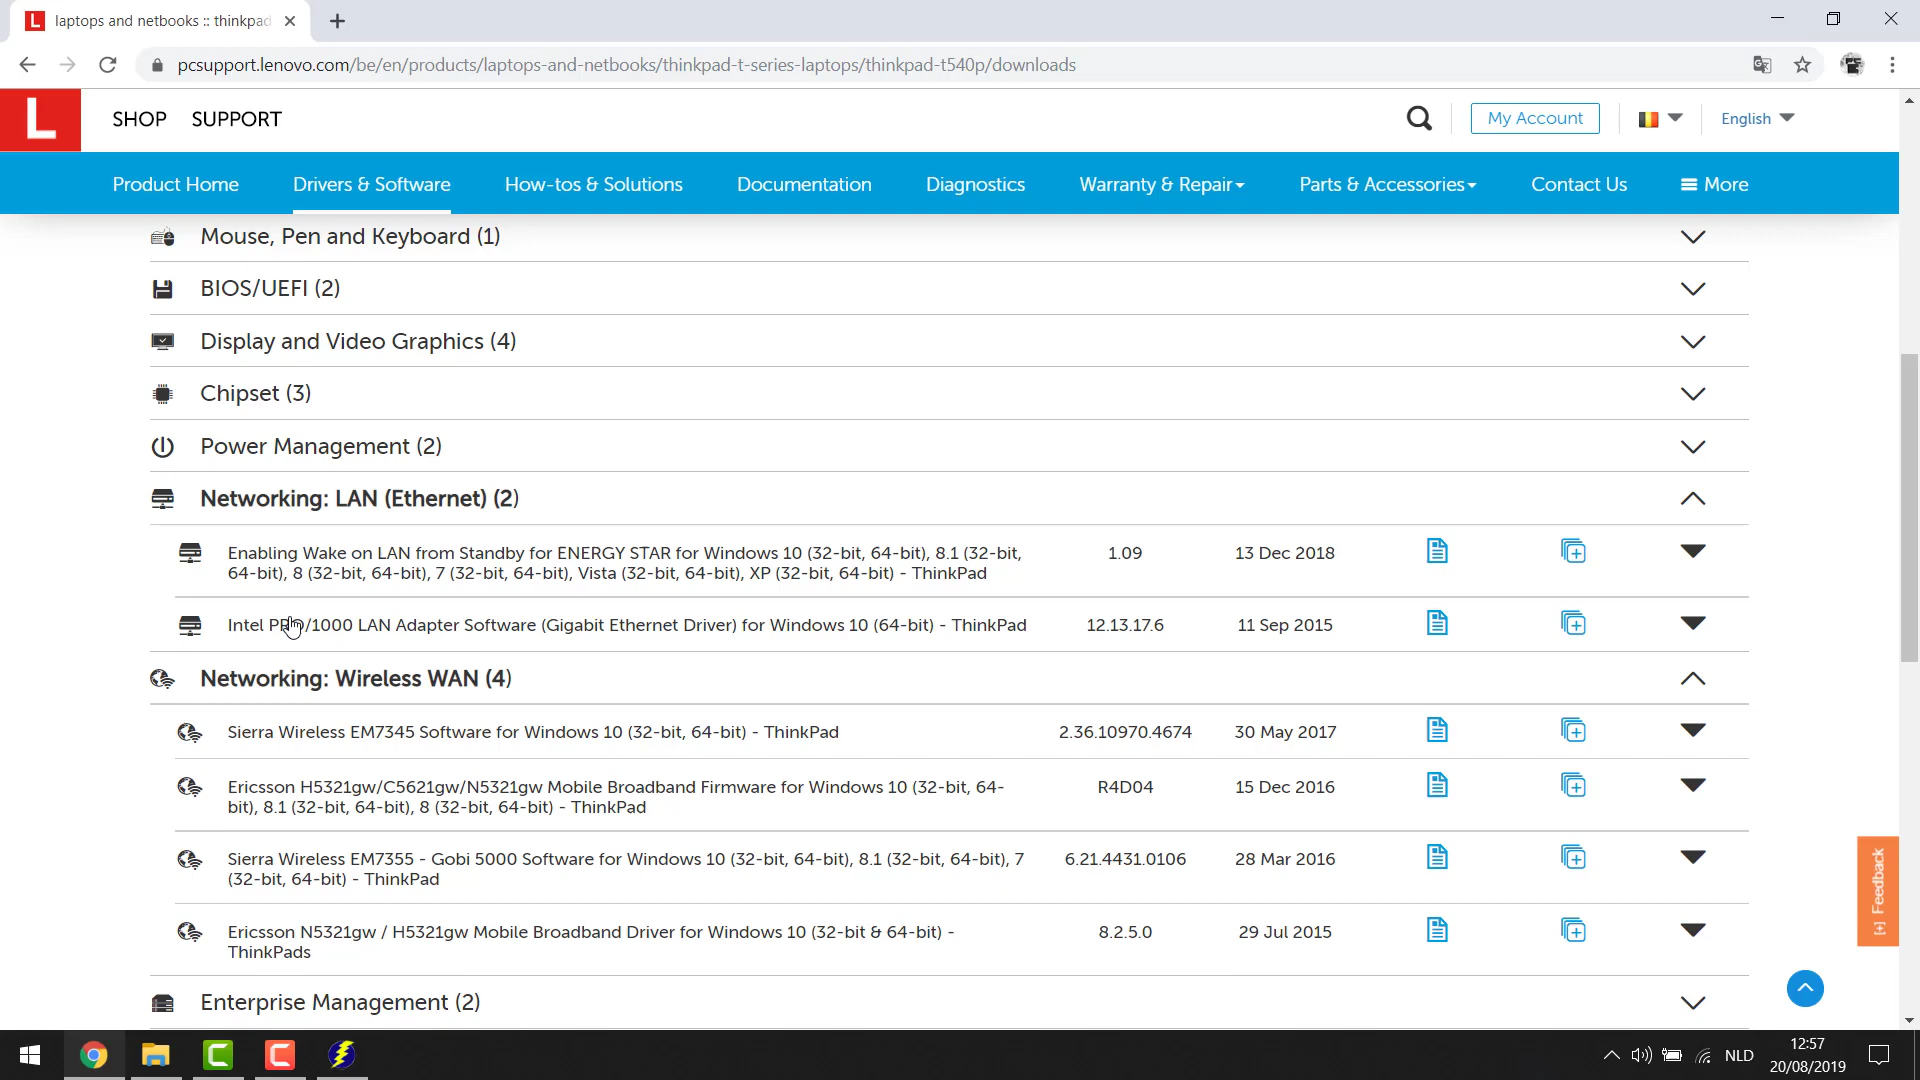 L laptops and netbooks :: thinkpad
pcsupport.lenovo.com/be/en/products/laptops-and-netbooks/thinkpad-t-series-laptops/thinkpad-t540p/downloads
L SHOP SUPPORT My Account English
Product Home Drivers & Software How-tos & Solutions Documentation Diagnostics Warranty & Repair Parts & Accessories Contact Us More
Mouse, Pen and Keyboard (1)
BIOS/UEFI (2)
Display and Video Graphics (4)
Chipset (3)
Power Management (2)
Networking: LAN (Ethernet) (2)
Enabling Wake on LAN from Standby for ENERGY STAR for Windows 10 (32-bit, 64-bit), 8.1 (32-bit, 1.09 13 Dec 2018
64-bit), 8 (32-bit, 64-bit), 7 (32-bit, 64-bit), Vista (32-bit, 64-bit), XP (32-bit, 64-bit) - ThinkPad
Intel PRO/1000 LAN Adapter Software (Gigabit Ethernet Driver) for Windows 10 (64-bit) - ThinkPad 12.13.17.6 11 Sep 2015
Networking: Wireless WAN (4)
Sierra Wireless EM7345 Software for Windows 10 (32-bit, 64-bit) - ThinkPad 2.36.10970.4674 30 May 2017
Ericsson H5321gw/C5621gw/N5321gw Mobile Broadband Firmware for Windows 10 (32-bit, 64- R4D04 15 Dec 2016
bit), 8.1 (32-bit, 64-bit), 8 (32-bit, 64-bit) - ThinkPad
Sierra Wireless EM7355 - Gobi 5000 Software for Windows 10 (32-bit, 64-bit), 8.1 (32-bit, 64-bit), 7 6.21.4431.0106 28 Mar 2016
(32-bit, 64-bit) - ThinkPad
Ericsson N5321gw / H5321gw Mobile Broadband Driver for Windows 10 (32-bit & 64-bit) - 8.2.5.0 29 Jul 2015
ThinkPads
[+] Feedback
Enterprise Management (2)
NLD 12:57
20/08/2019